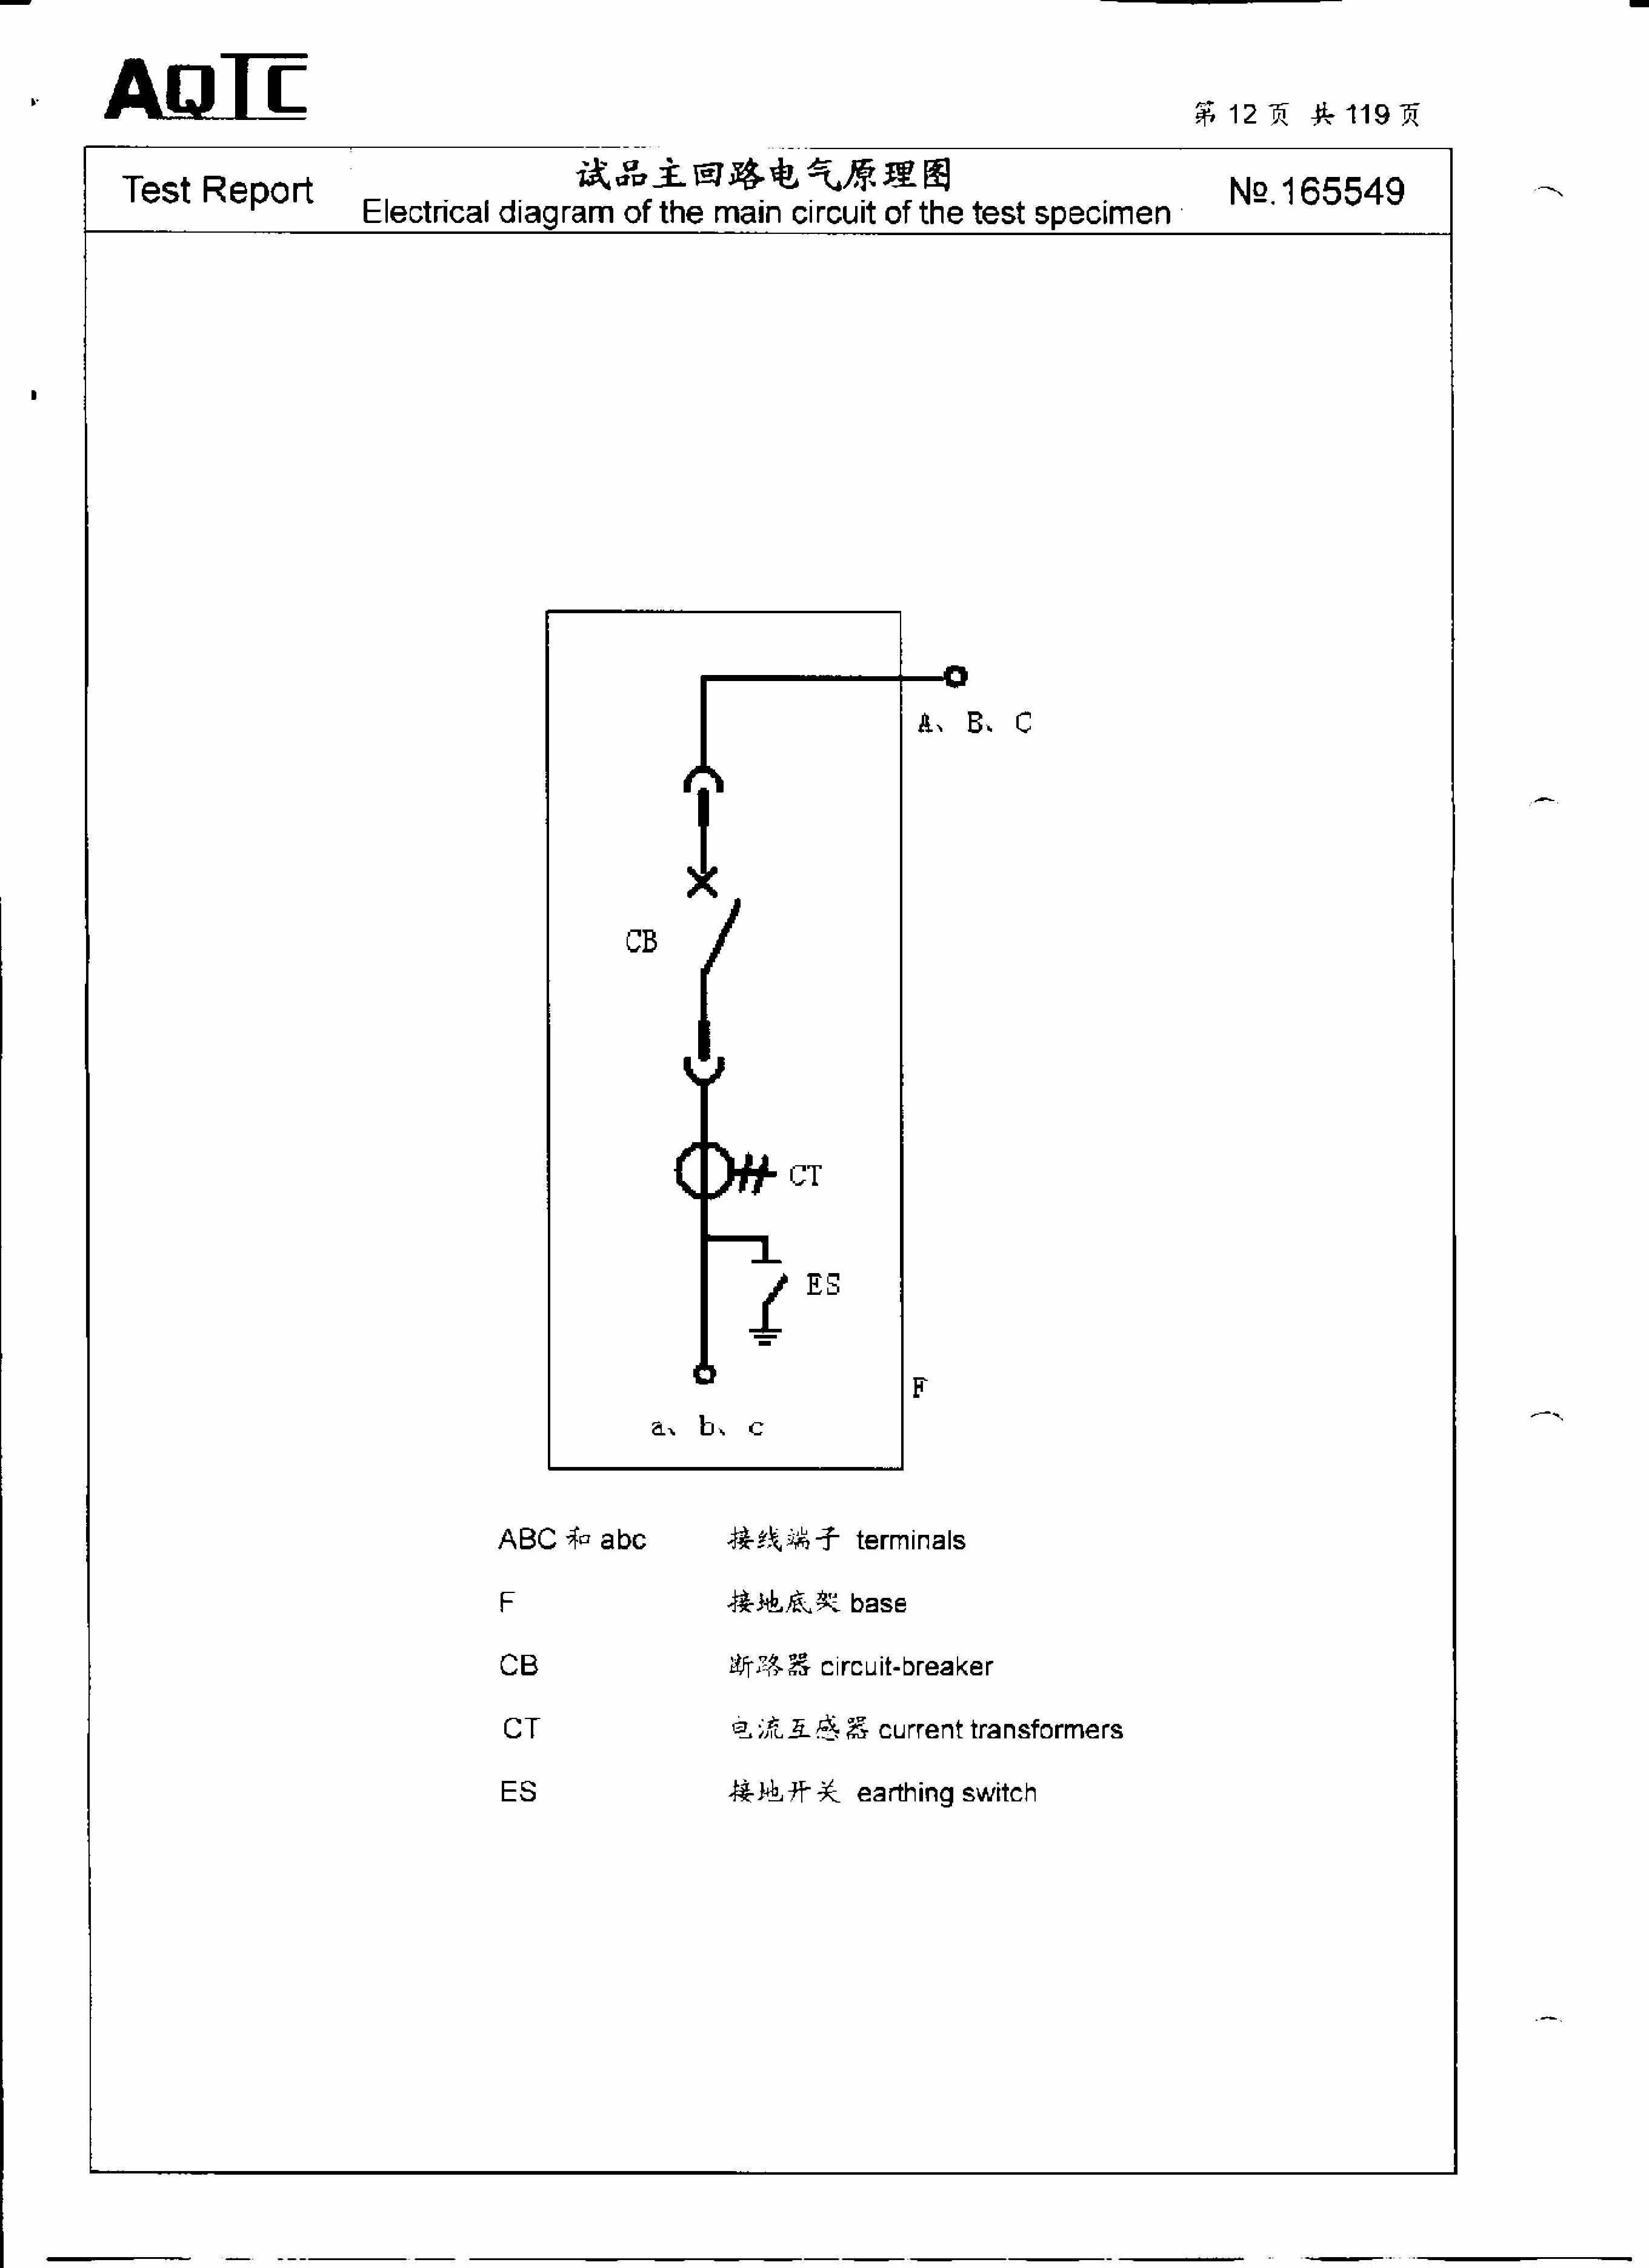 AQTC
第 12 页 共 119 页
Test Report
试品主回路电气原理图
Electrical diagram of the main circuit of the test specimen
№.165549
A、B、C
CB
CT
ES
F
a、b、c
ABC 和 abc 接线端子 terminals
F 接地底架 base
CB 断路器 circuit-breaker
CT 电流互感器 current transformers
ES 接地开关 earthing switch